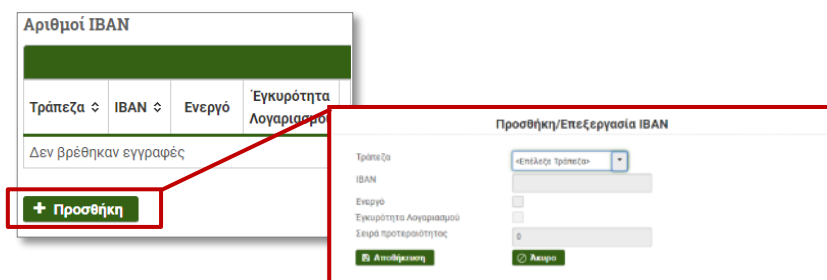 Αριθμοί IBAN
Τράπεζα IBAN Ενεργό Έγκυρότητα Λογαριασμού
Δεν βρέθηκαν εγγραφές
+ Προσθήκη
Προσθήκη/Επεξεργασία IBAN
Τράπεζα <Επέλεξε Τράπεζα>
IBAN
Ενεργό
Έγκυρότητα Λογαριασμού
Σειρά προτεραιότητας 0
Αποθήκευση Άκυρο